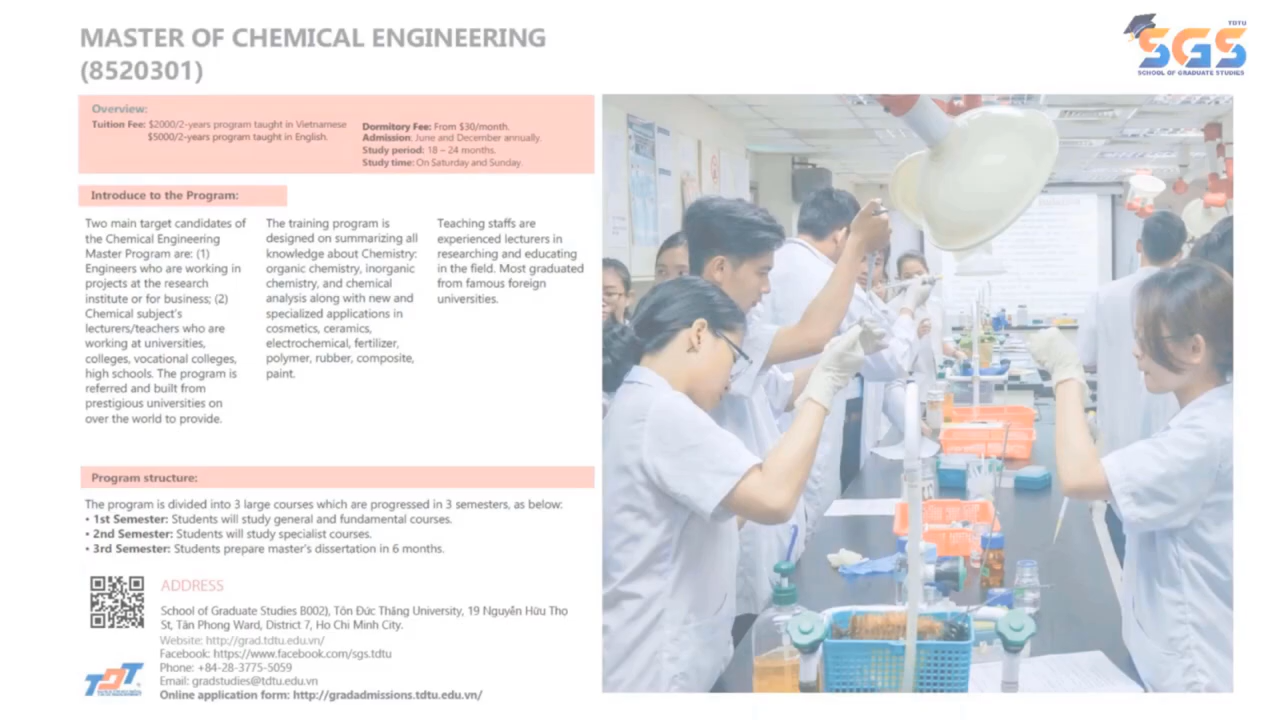 MASTER OF CHEMICAL ENGINEERING
(8520301)
TDTU
SGS
SCHOOL OF GRADUATE STUDIES
Overview:
Tuition Fee: $2000/2-years program taught in Vietnamese
$5000/2-years program taught in English.
Dormitory Fee: From $30/month.
Admission: June and December annually.
Study period: 18 – 24 months.
Study time: On Saturday and Sunday.
Introduce to the Program:
Two main target candidates of
the Chemical Engineering
Master Program are: (1)
Engineers who are working in
projects at the research
institute or for business; (2)
Chemical subject's
lecturers/teachers who are
working at universities,
colleges, vocational colleges,
high schools. The program is
referred and built from
prestigious universities on
over the world to provide.
The training program is
designed on summarizing all
knowledge about Chemistry:
organic chemistry, inorganic
chemistry, and chemical
analysis along with new and
specialized applications in
cosmetics, ceramics,
electrochemical, fertilizer,
polymer, rubber, composite,
paint.
Teaching staffs are
experienced lecturers in
researching and educating
in the field. Most graduated
from famous foreign
universities.
Program structure:
The program is divided into 3 large courses which are progressed in 3 semesters, as below:
• 1st Semester: Students will study general and fundamental courses.
• 2nd Semester: Students will study specialist courses.
• 3rd Semester: Students prepare master's dissertation in 6 months.
ADDRESS
School of Graduate Studies B002), Tôn Đức Thắng University, 19 Nguyễn Hữu Thọ
St, Tân Phong Ward, District 7, Ho Chi Minh City.
Website: http://grad.tdtu.edu.vn/
Facebook: https://www.facebook.com/sgs.tdtu
Phone: +84-28-3775-5059
Email: gradstudies@tdtu.edu.vn
Online application form: http://gradadmissions.tdtu.edu.vn/